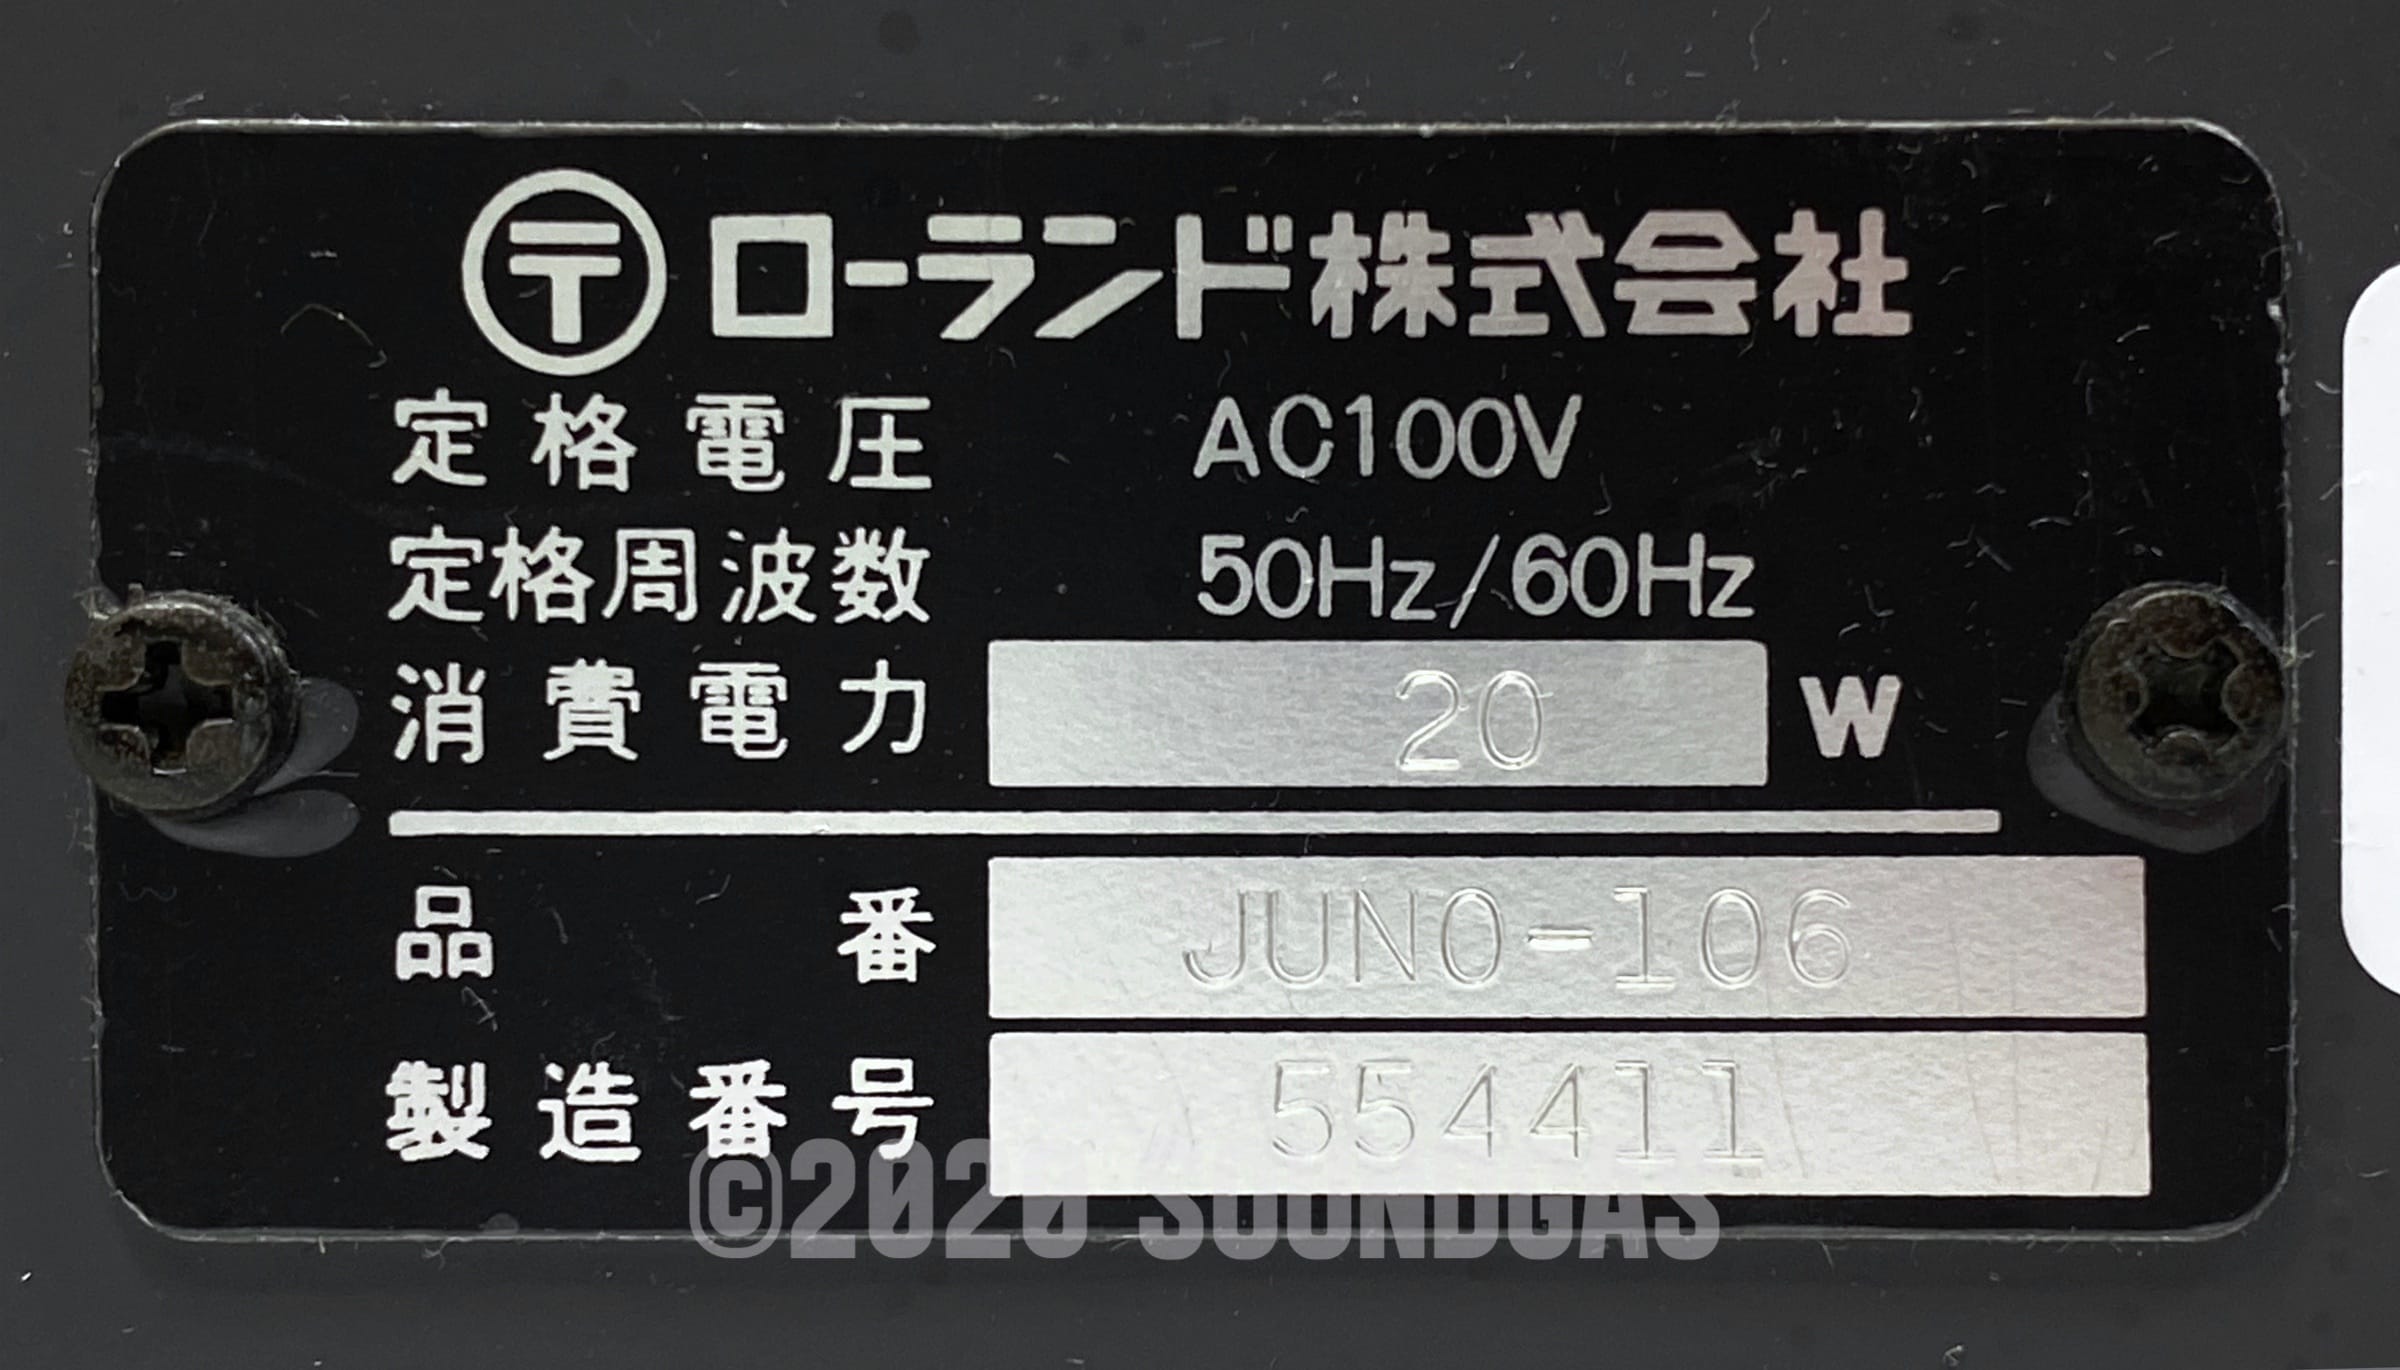 〶ローランド株式会社
定格電圧 AC100V
定格周波数 50Hz/60Hz
消費電力 20 W
品番 JUNO-106
製造番号 554411
©2020 SOUNDGAS